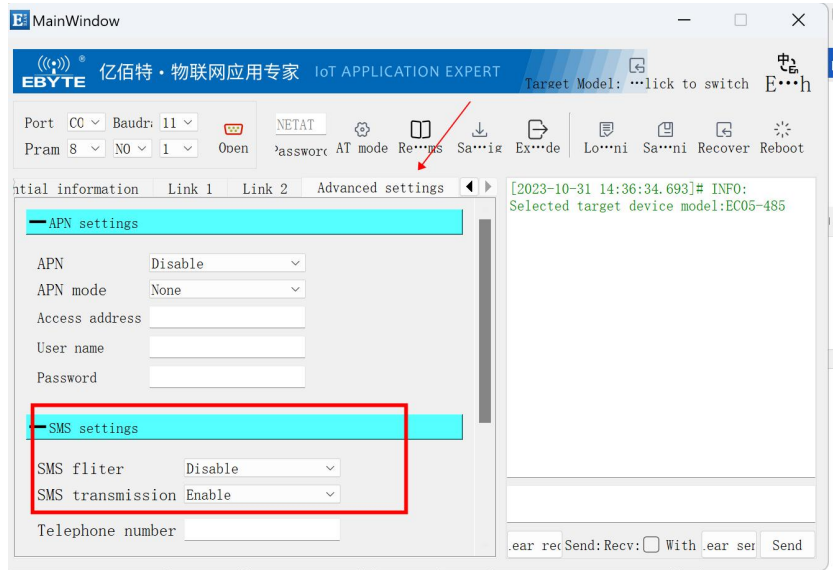 MainWindow
EBYTE ® 亿佰特·物联网应用专家 IoT APPLICATION EXPERT
Target Model: …lick to switch E…h
Port CO Baudra 11 NETAT
Pram 8 NO 1 Open Password AT mode Re…ms Sa…ig Ex…de Lo…ni Sa…ni Recover Reboot
ntial information Link 1 Link 2 Advanced settings
[2023-10-31 14:36:34.693]# INFO:
Selected target device model:EC05-485
APN settings
APN Disable
APN mode None
Access address
User name
Password
SMS settings
SMS fliter Disable
SMS transmission Enable
Telephone number
.ear rec Send: Recv: With .ear ser Send